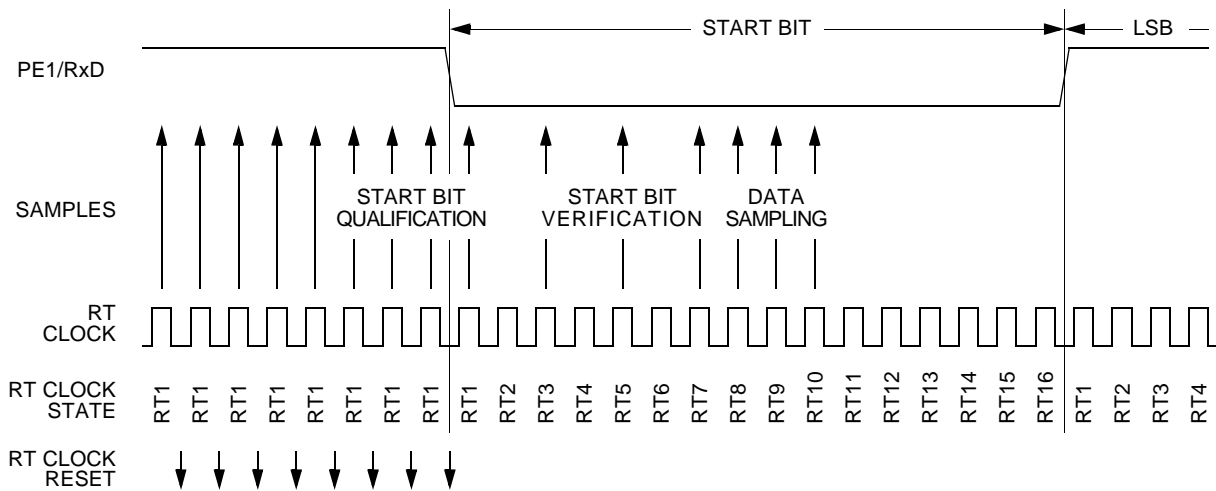 START BIT
LSB
PE1/RxD
SAMPLES
START BIT
QUALIFICATION
START BIT
VERIFICATION
DATA
SAMPLING
RT
CLOCK
RT CLOCK
STATE
RT1 RT1 RT1 RT1 RT1 RT1 RT1 RT1 RT1 RT2 RT3 RT4 RT5 RT6 RT7 RT8 RT9 RT10 RT11 RT12 RT13 RT14 RT15 RT16 RT1 RT2 RT3 RT4
RT CLOCK
RESET